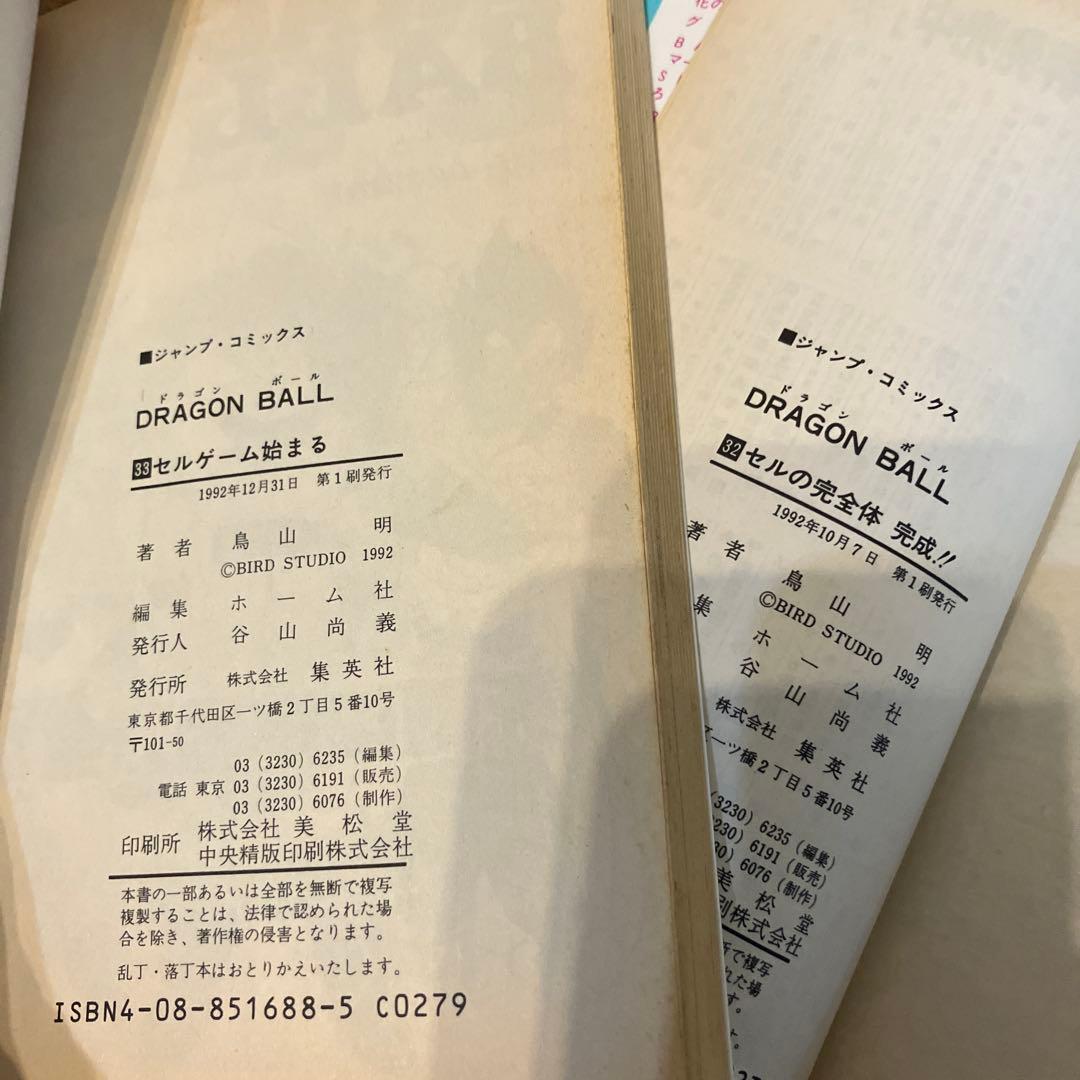 ■ジャンプ・コミックス
ドラゴン ボール
DRAGON BALL
33セルゲーム始まる
1992年12月31日 第1刷発行
著者 鳥山 明
©BIRD STUDIO 1992
編集 ホーム社
発行人 谷山尚義
発行所 株式会社 集英社
東京都千代田区一ツ橋2丁目5番10号
〒101-50
03 (3230) 6235 (編集)
電話 東京 03 (3230) 6191 (販売)
03 (3230) 6076 (制作)
印刷所 株式会社 美松堂
中央精版印刷株式会社
本書の一部あるいは全部を無断で複写
複製することは、法律で認められた場
合を除き、著作権の侵害となります。
乱丁・落丁本はおとりかえいたします。
ISBN4-08-851688-5 C0279
■ジャンプ・コミックス
ドラゴン ボール
DRAGON BALL
32セルの完全体 完成!!
1992年10月7日 第1刷発行
著者 鳥山 明
©BIRD STUDIO 1992
集 ホーム社
谷山尚義
株式会社 集英社
一ツ橋2丁目5番10号
(3230) 6235 (編集)
230) 6191 (販売)
30) 6076 (制作)
美松堂
刷株式会社
断で複写
れた場
す。